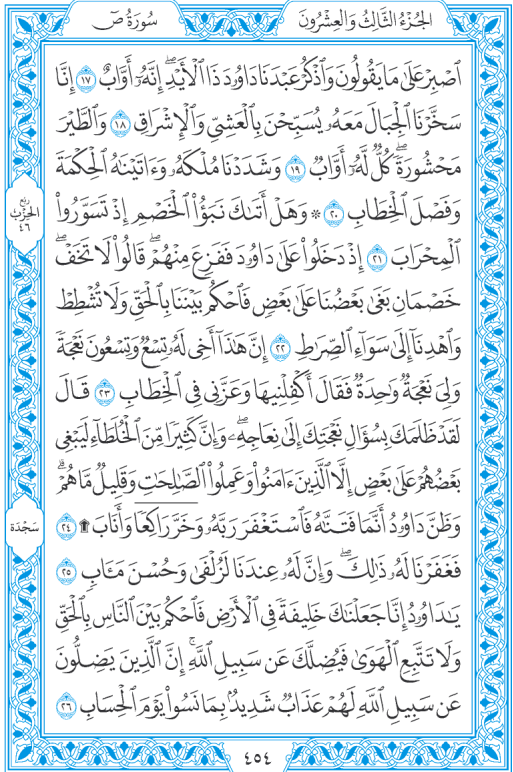 الجُزْءُ الثَّالِثُ وَالعِشْرُونَ
سُورَةُ صٓ
ٱصْبِرْ عَلَىٰ مَا يَقُولُونَ وَٱذْكُرْ عَبْدَنَا دَاوُۥدَ ذَا ٱلْأَيْدِۖ إِنَّهُۥٓ أَوَّابٌ ١٧ إِنَّا
سَخَّرْنَا ٱلْجِبَالَ مَعَهُۥ يُسَبِّحْنَ بِٱلْعَشِيِّ وَٱلْإِشْرَاقِ ١٨ وَٱلطَّيْرَ
مَحْشُورَةًۖ كُلٌّ لَّهُۥٓ أَوَّابٌ ١٩ وَشَدَدْنَا مُلْكَهُۥ وَءَاتَيْنَٰهُ ٱلْحِكْمَةَ
وَفَصْلَ ٱلْخِطَابِ ٢٠ ۞ وَهَلْ أَتَىٰكَ نَبَؤُا۟ ٱلْخَصْمِ إِذْ تَسَوَّرُوا۟
ٱلْمِحْرَابَ ٢١ إِذْ دَخَلُوا۟ عَلَىٰ دَاوُۥدَ فَفَزِعَ مِنْهُمْۖ قَالُوا۟ لَا تَخَفْۖ
خَصْمَانِ بَغَىٰ بَعْضُنَا عَلَىٰ بَعْضٍ فَٱحْكُم بَيْنَنَا بِٱلْحَقِّ وَلَا تُشْطِطْ
وَٱهْدِنَآ إِلَىٰ سَوَآءِ ٱلصِّرَٰطِ ٢٢ إِنَّ هَٰذَآ أَخِى لَهُۥ تِسْعٌ وَتِسْعُونَ نَعْجَةً
وَلِىَ نَعْجَةٌ وَٰحِدَةٌ فَقَالَ أَكْفِلْنِيهَا وَعَزَّنِى فِى ٱلْخِطَابِ ٢٣ قَالَ
لَقَدْ ظَلَمَكَ بِسُؤَالِ نَعْجَتِكَ إِلَىٰ نِعَاجِهِۦۖ وَإِنَّ كَثِيرًا مِّنَ ٱلْخُلَطَآءِ لَيَبْغِى
بَعْضُهُمْ عَلَىٰ بَعْضٍ إِلَّا ٱلَّذِينَ ءَامَنُوا۟ وَعَمِلُوا۟ ٱلصَّٰلِحَٰتِ وَقَلِيلٌ مَّا هُمْۗ
وَظَنَّ دَاوُۥدُ أَنَّمَا فَتَنَّٰهُ فَٱسْتَغْفَرَ رَبَّهُۥ وَخَرَّ رَاكِعًا وَأَنَابَ ۩ ٢٤
فَغَفَرْنَا لَهُۥ ذَٰلِكَۖ وَإِنَّ لَهُۥ عِندَنَا لَزُلْفَىٰ وَحُسْنَ مَـَٔابٍ ٢٥
يَٰدَاوُۥدُ إِنَّا جَعَلْنَٰكَ خَلِيفَةً فِى ٱلْأَرْضِ فَٱحْكُم بَيْنَ ٱلنَّاسِ بِٱلْحَقِّ
وَلَا تَتَّبِعِ ٱلْهَوَىٰ فَيُضِلَّكَ عَن سَبِيلِ ٱللَّهِۚ إِنَّ ٱلَّذِينَ يَضِلُّونَ
عَن سَبِيلِ ٱللَّهِ لَهُمْ عَذَابٌ شَدِيدٌۢ بِمَا نَسُوا۟ يَوْمَ ٱلْحِسَابِ ٢٦
رُبع
الحِزْب
٤٦
سَجْدَة
٤٥٤